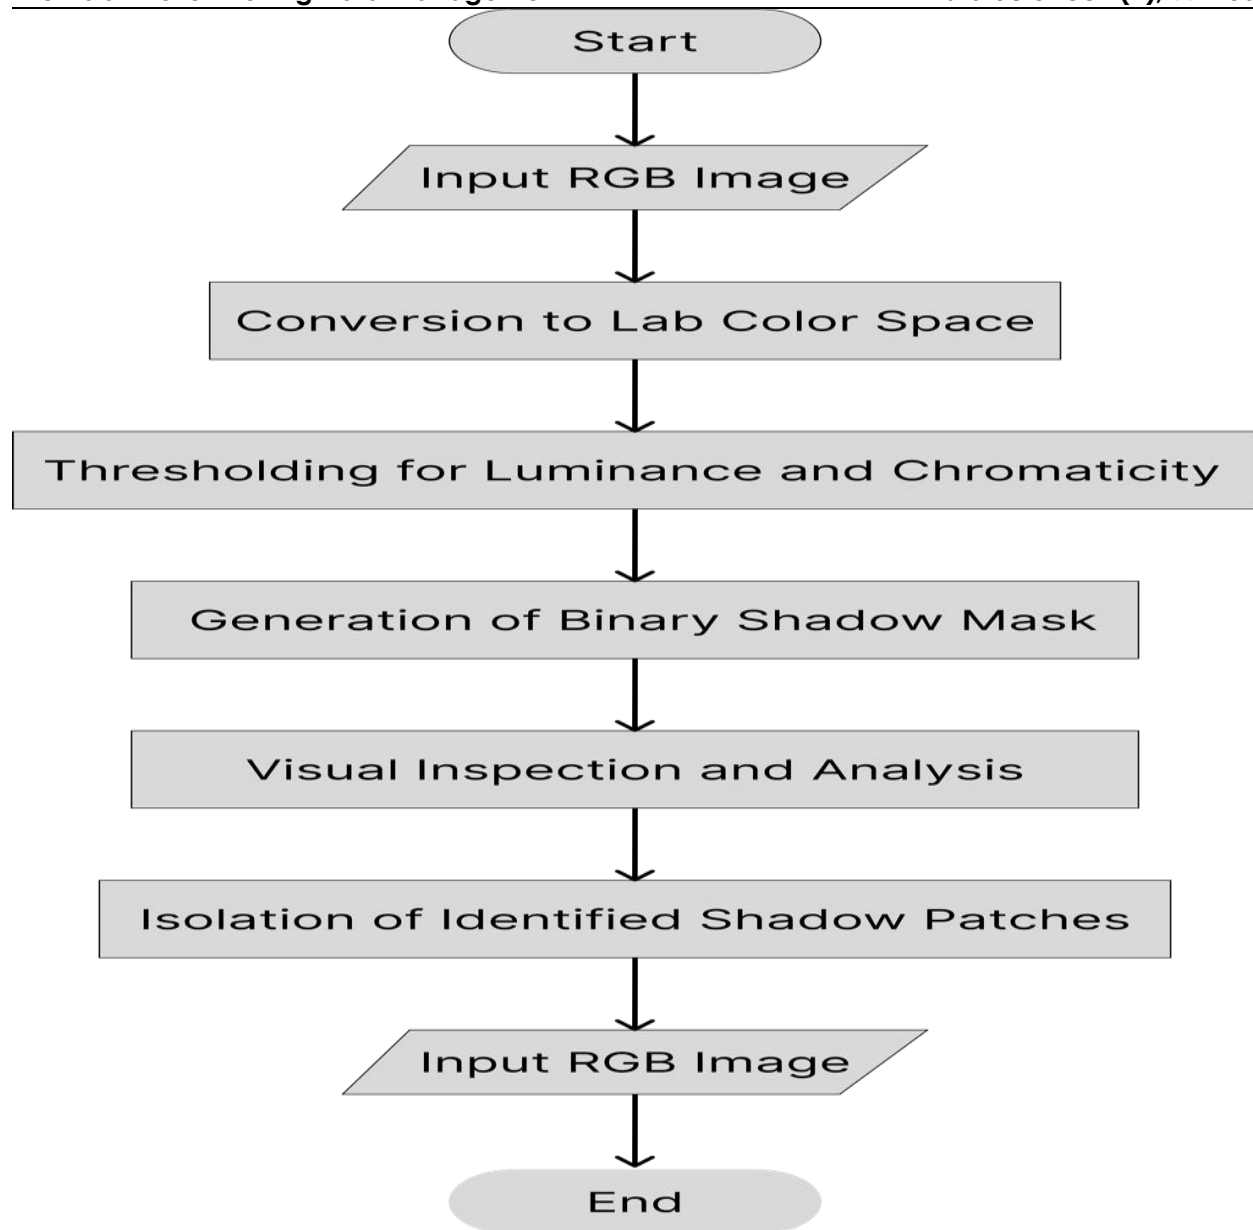 Start
Input RGB Image
Conversion to Lab Color Space
Thresholding for Luminance and Chromaticity
Generation of Binary Shadow Mask
Visual Inspection and Analysis
Isolation of Identified Shadow Patches
Input RGB Image
End